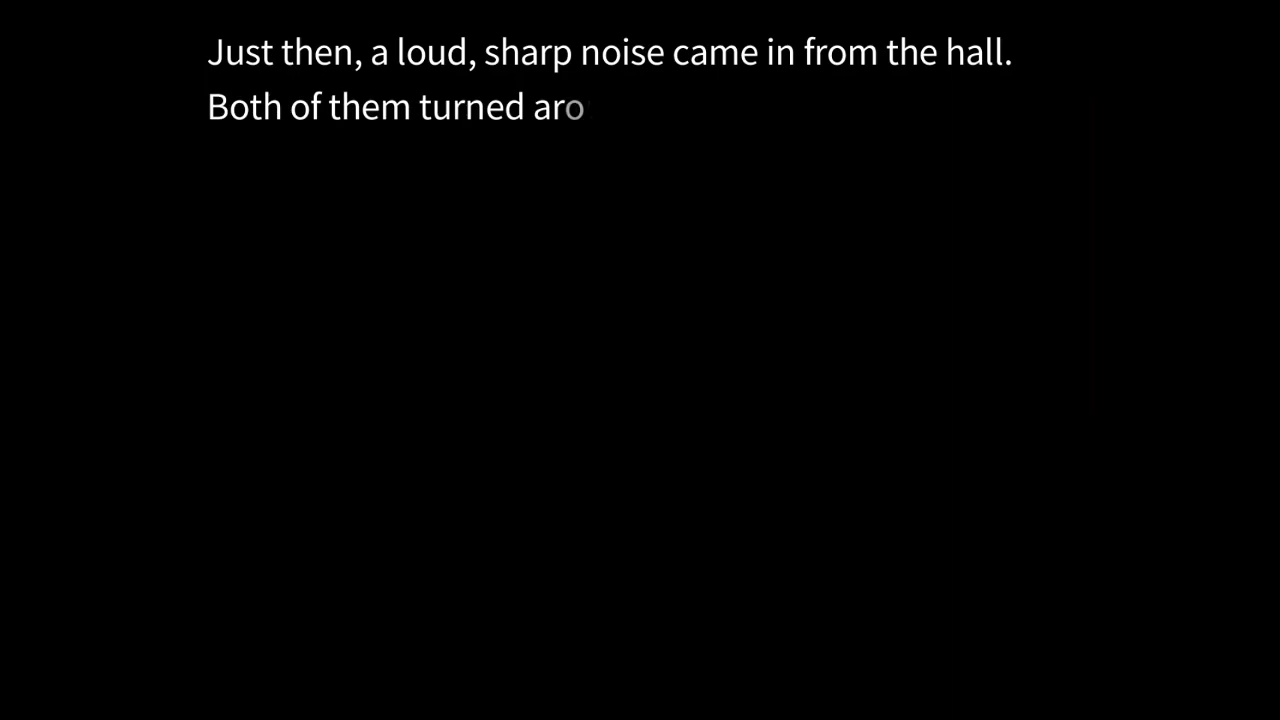 Just then, a loud, sharp noise came in from the hall.
Both of them turned aro